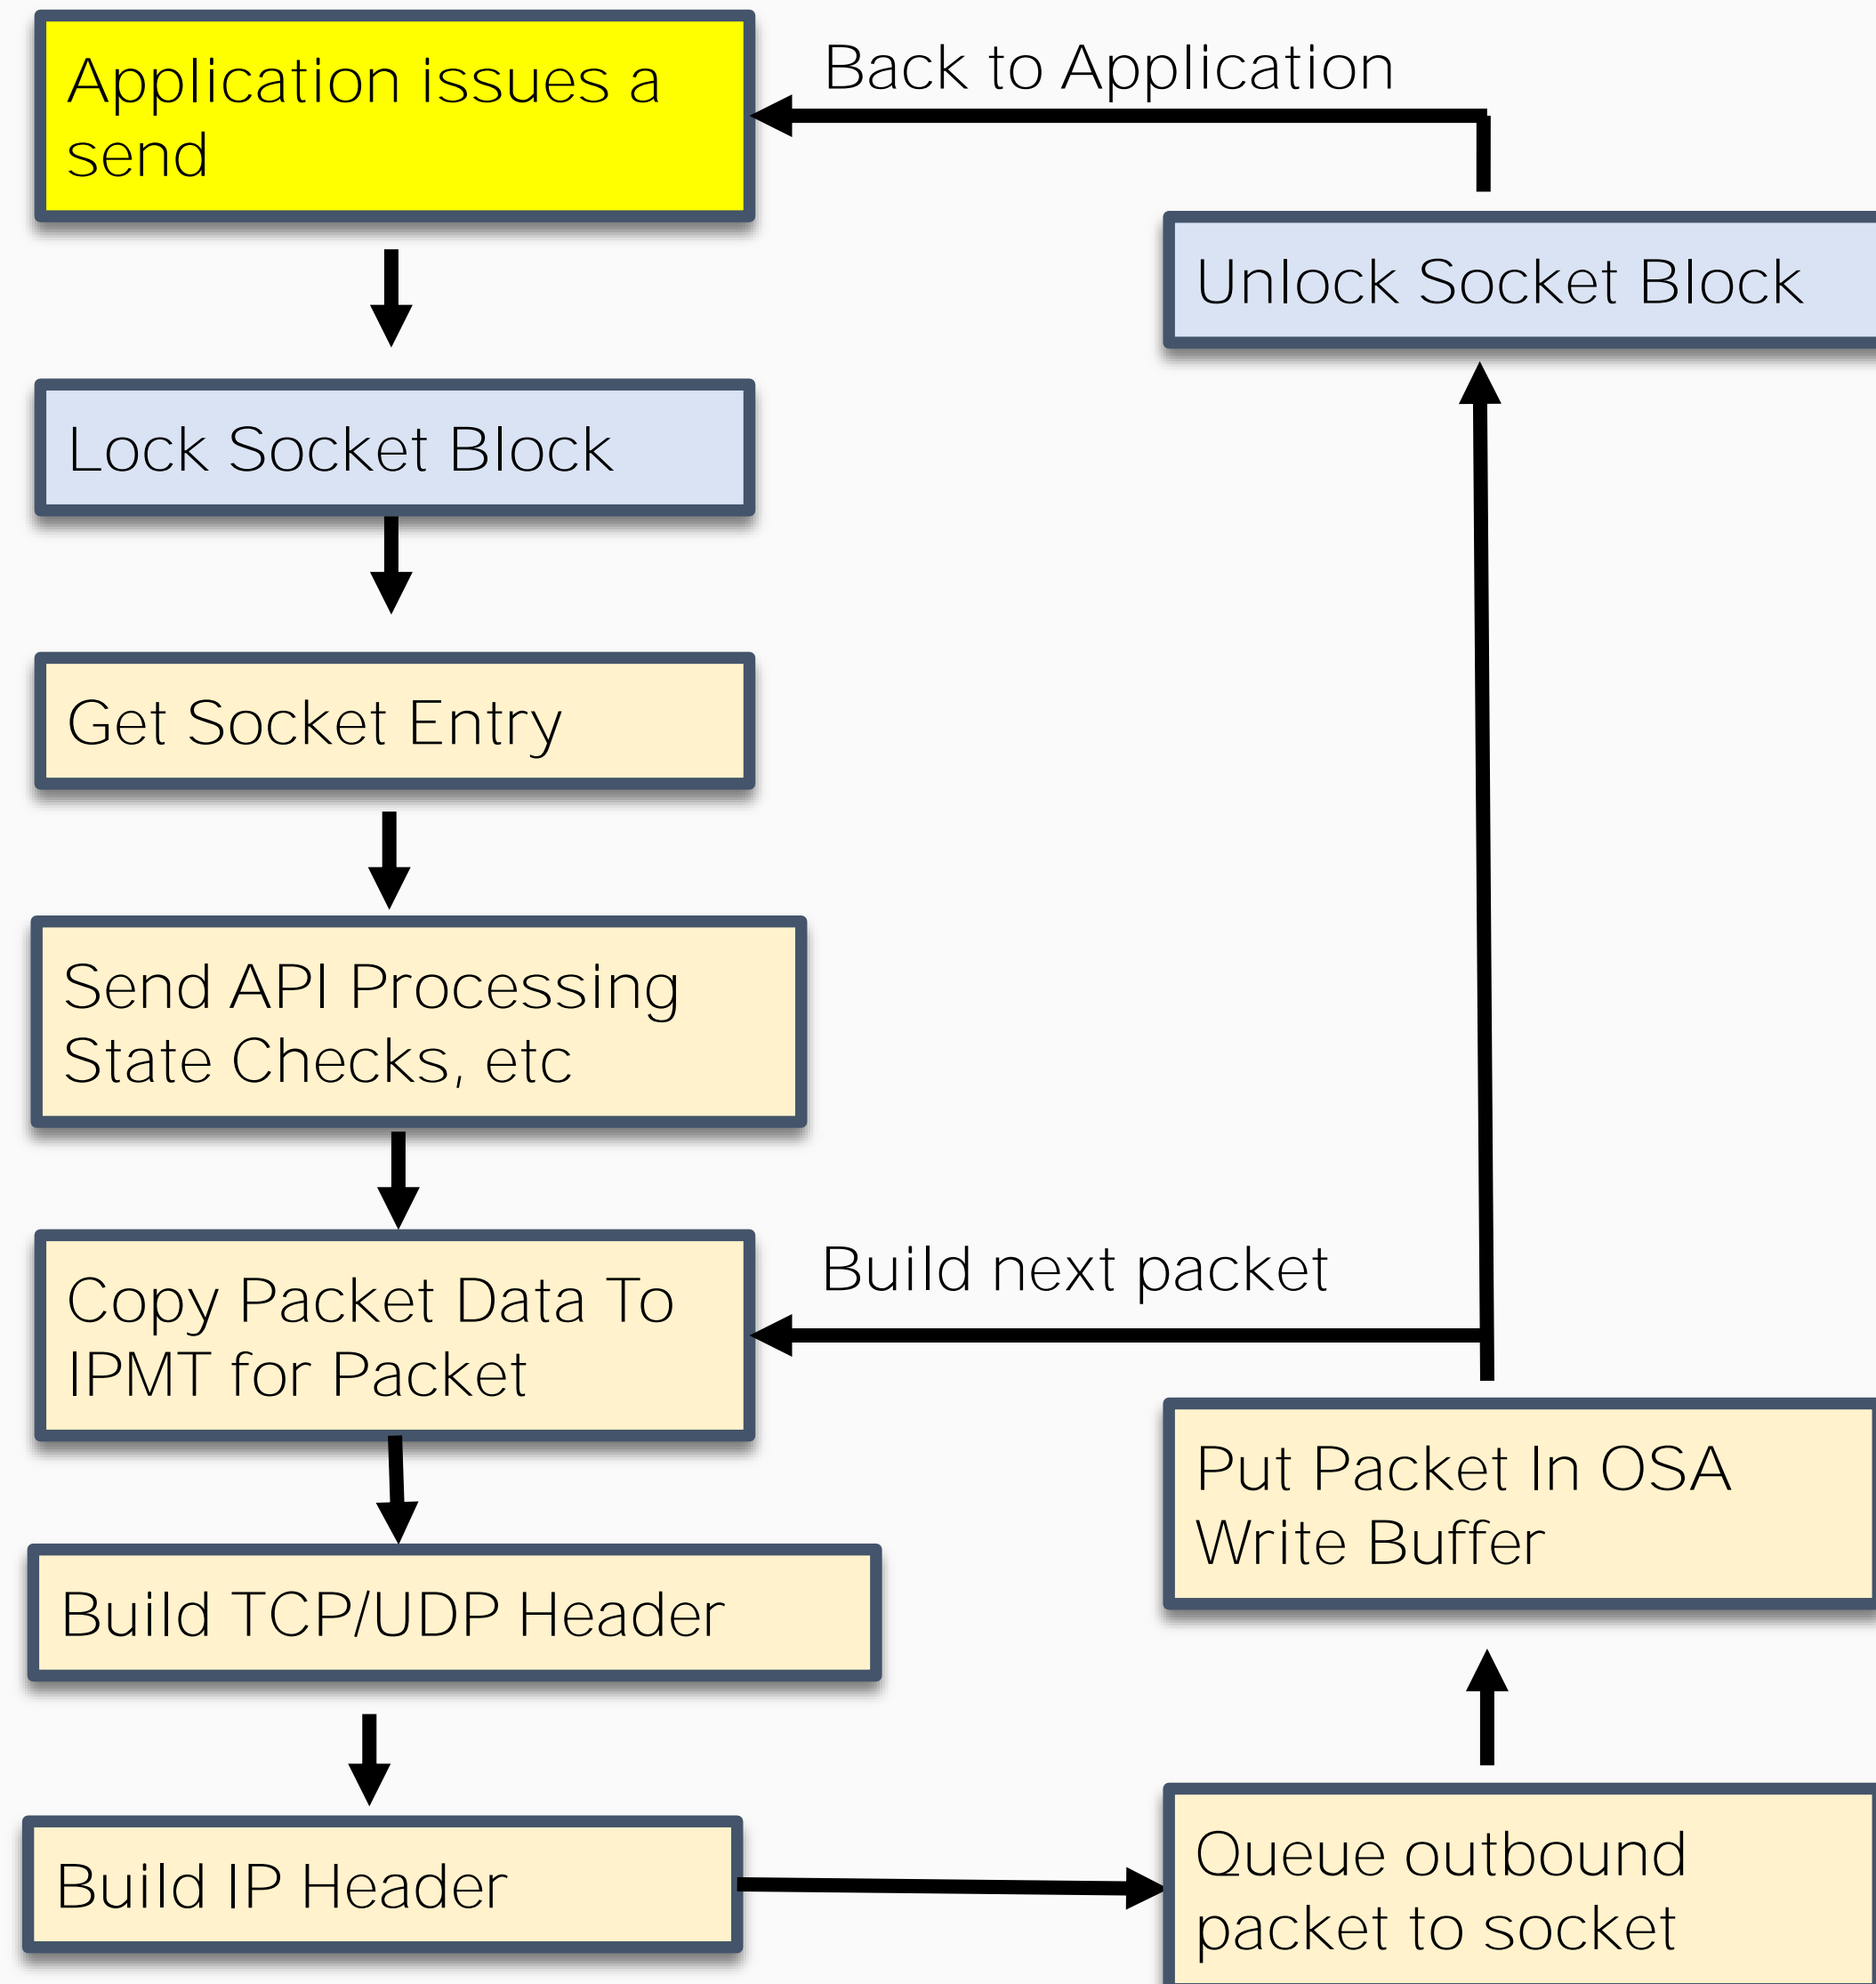 Application issues a
send
Back to Application
Unlock Socket Block
Lock Socket Block
Get Socket Entry
Send API Processing
State Checks, etc
Copy Packet Data To
IPMT for Packet
Build next packet
Put Packet In OSA
Write Buffer
Build TCP/UDP Header
Build IP Header
Queue outbound
packet to socket